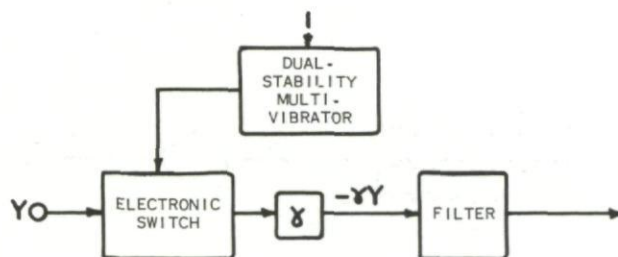 I
DUAL-
STABILITY
MULTI-
VIBRATOR
Y
ELECTRONIC
SWITCH
γ
-γY
FILTER